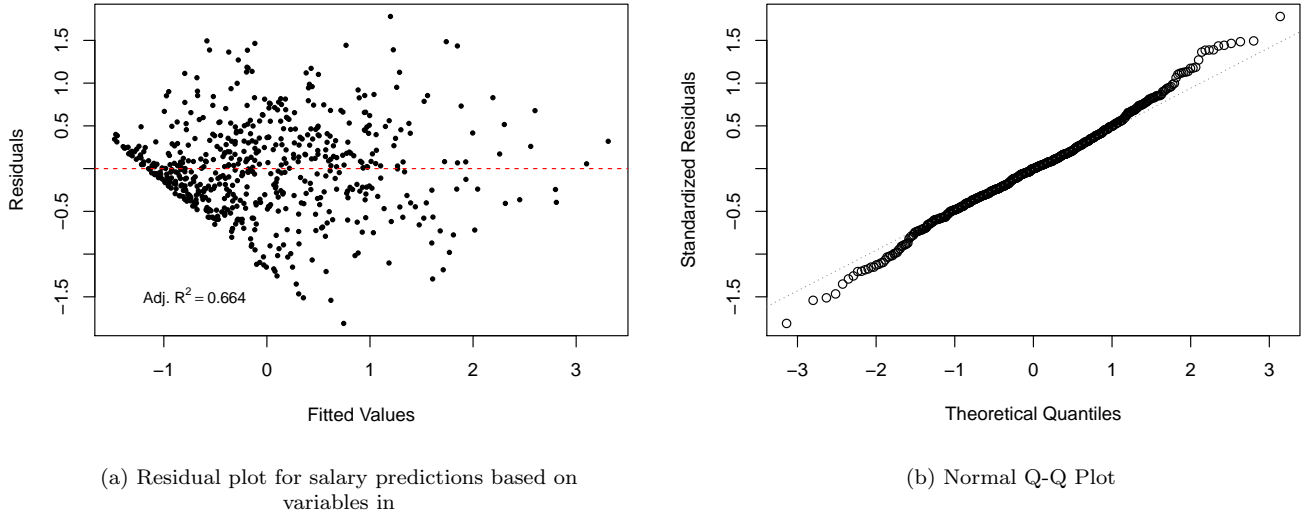 Residuals
1.5
1.0
0.5
−0.5
−1.5
Adj. R² = 0.664
−1 0 1 2 3
Fitted Values
(a) Residual plot for salary predictions based on
variables in
Standardized Residuals
1.5
1.0
0.5
−0.5
−1.5
−3 −2 −1 0 1 2 3
Theoretical Quantiles
(b) Normal Q-Q Plot